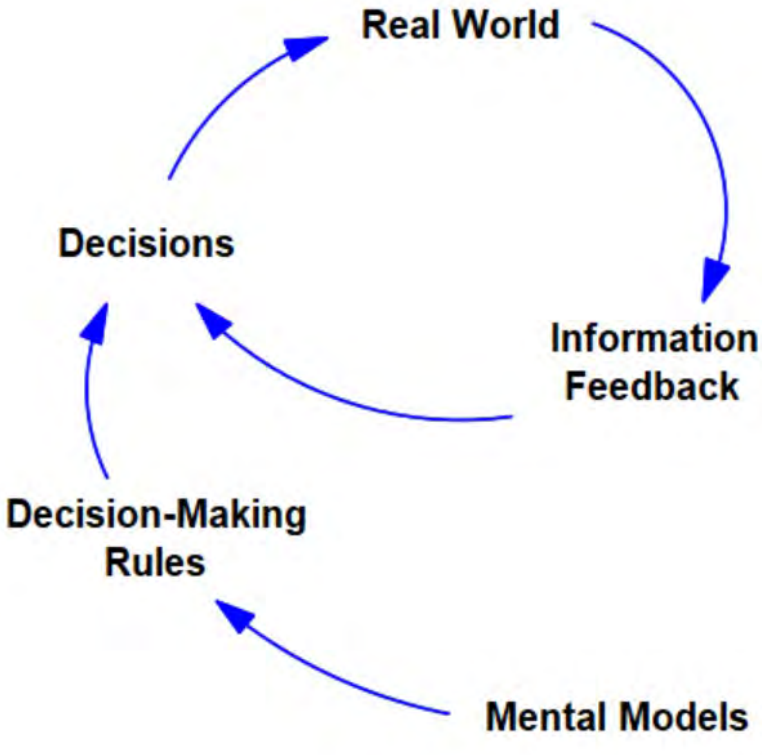 Real World
Decisions
Information
Feedback
Decision-Making
Rules
Mental Models